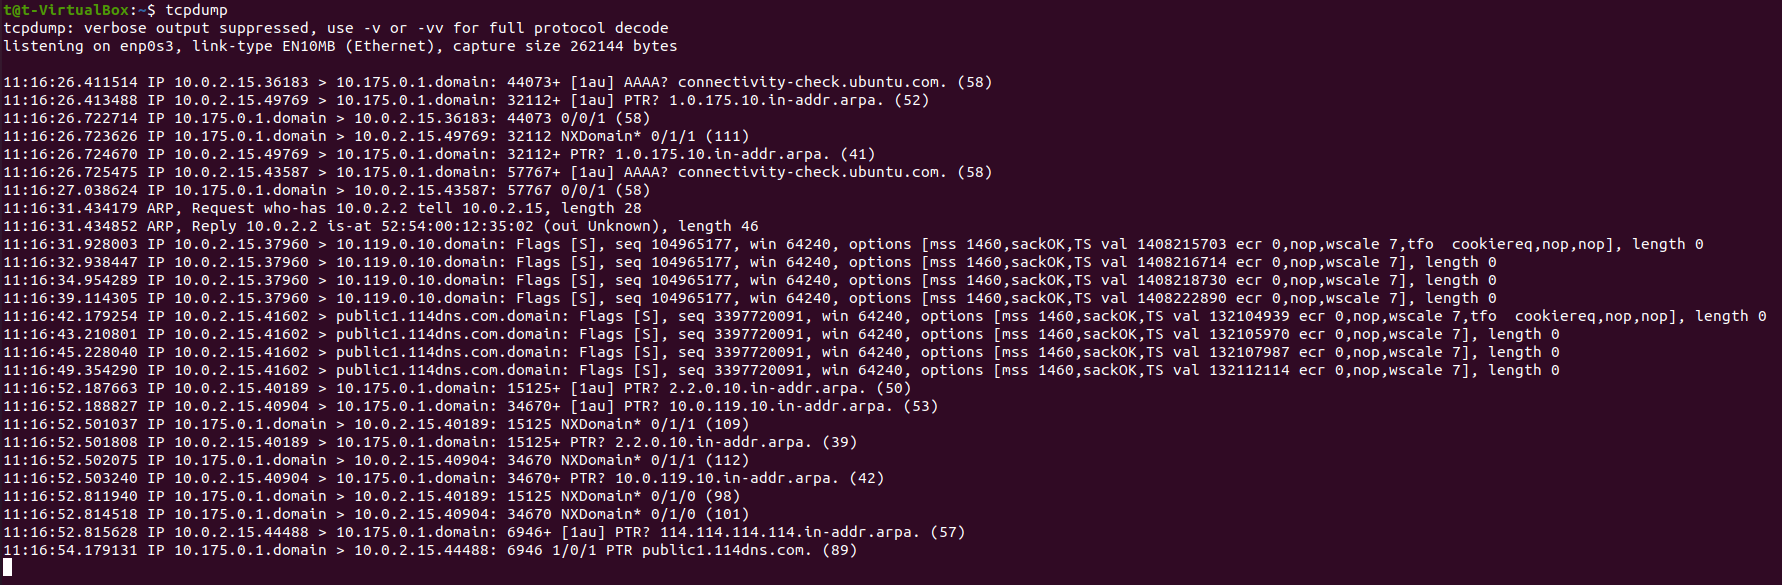 t@t-VirtualBox:~$ tcpdump
tcpdump: verbose output suppressed, use -v or -vv for full protocol decode
listening on enp0s3, link-type EN10MB (Ethernet), capture size 262144 bytes
11:16:26.411514 IP 10.0.2.15.36183 > 10.175.0.1.domain: 44073+ [1au] AAAA? connectivity-check.ubuntu.com. (58)
11:16:26.413488 IP 10.0.2.15.49769 > 10.175.0.1.domain: 32112+ [1au] PTR? 1.0.175.10.in-addr.arpa. (52)
11:16:26.722714 IP 10.175.0.1.domain > 10.0.2.15.36183: 44073 0/0/1 (58)
11:16:26.723626 IP 10.175.0.1.domain > 10.0.2.15.49769: 32112 NXDomain* 0/1/1 (111)
11:16:26.724670 IP 10.0.2.15.49769 > 10.175.0.1.domain: 32112+ PTR? 1.0.175.10.in-addr.arpa. (41)
11:16:26.725475 IP 10.0.2.15.43587 > 10.175.0.1.domain: 57767+ [1au] AAAA? connectivity-check.ubuntu.com. (58)
11:16:27.038624 IP 10.175.0.1.domain > 10.0.2.15.43587: 57767 0/0/1 (58)
11:16:31.434179 ARP, Request who-has 10.0.2.2 tell 10.0.2.15, length 28
11:16:31.434852 ARP, Reply 10.0.2.2 is-at 52:54:00:12:35:02 (oui Unknown), length 46
11:16:31.928003 IP 10.0.2.15.37960 > 10.119.0.10.domain: Flags [S], seq 104965177, win 64240, options [mss 1460,sackOK,TS val 1408215703 ecr 0,nop,wscale 7,tfo  cookiereq,nop,nop], length 0
11:16:32.938447 IP 10.0.2.15.37960 > 10.119.0.10.domain: Flags [S], seq 104965177, win 64240, options [mss 1460,sackOK,TS val 1408216714 ecr 0,nop,wscale 7], length 0
11:16:34.954289 IP 10.0.2.15.37960 > 10.119.0.10.domain: Flags [S], seq 104965177, win 64240, options [mss 1460,sackOK,TS val 1408218730 ecr 0,nop,wscale 7], length 0
11:16:39.114305 IP 10.0.2.15.37960 > 10.119.0.10.domain: Flags [S], seq 104965177, win 64240, options [mss 1460,sackOK,TS val 1408222890 ecr 0,nop,wscale 7], length 0
11:16:42.179254 IP 10.0.2.15.41602 > public1.114dns.com.domain: Flags [S], seq 3397720091, win 64240, options [mss 1460,sackOK,TS val 132104939 ecr 0,nop,wscale 7,tfo  cookiereq,nop,nop], length 0
11:16:43.210801 IP 10.0.2.15.41602 > public1.114dns.com.domain: Flags [S], seq 3397720091, win 64240, options [mss 1460,sackOK,TS val 132105970 ecr 0,nop,wscale 7], length 0
11:16:45.228040 IP 10.0.2.15.41602 > public1.114dns.com.domain: Flags [S], seq 3397720091, win 64240, options [mss 1460,sackOK,TS val 132107987 ecr 0,nop,wscale 7], length 0
11:16:49.354290 IP 10.0.2.15.41602 > public1.114dns.com.domain: Flags [S], seq 3397720091, win 64240, options [mss 1460,sackOK,TS val 132112114 ecr 0,nop,wscale 7], length 0
11:16:52.187663 IP 10.0.2.15.40189 > 10.175.0.1.domain: 15125+ [1au] PTR? 2.2.0.10.in-addr.arpa. (50)
11:16:52.188827 IP 10.0.2.15.40904 > 10.175.0.1.domain: 34670+ [1au] PTR? 10.0.119.10.in-addr.arpa. (53)
11:16:52.501037 IP 10.175.0.1.domain > 10.0.2.15.40189: 15125 NXDomain* 0/1/1 (109)
11:16:52.501808 IP 10.0.2.15.40189 > 10.175.0.1.domain: 15125+ PTR? 2.2.0.10.in-addr.arpa. (39)
11:16:52.502075 IP 10.175.0.1.domain > 10.0.2.15.40904: 34670 NXDomain* 0/1/1 (112)
11:16:52.503240 IP 10.0.2.15.40904 > 10.175.0.1.domain: 34670+ PTR? 10.0.119.10.in-addr.arpa. (42)
11:16:52.811940 IP 10.175.0.1.domain > 10.0.2.15.40189: 15125 NXDomain* 0/1/0 (98)
11:16:52.814518 IP 10.175.0.1.domain > 10.0.2.15.40904: 34670 NXDomain* 0/1/0 (101)
11:16:52.815628 IP 10.0.2.15.44488 > 10.175.0.1.domain: 6946+ [1au] PTR? 114.114.114.114.in-addr.arpa. (57)
11:16:54.179131 IP 10.175.0.1.domain > 10.0.2.15.44488: 6946 1/0/1 PTR public1.114dns.com. (89)